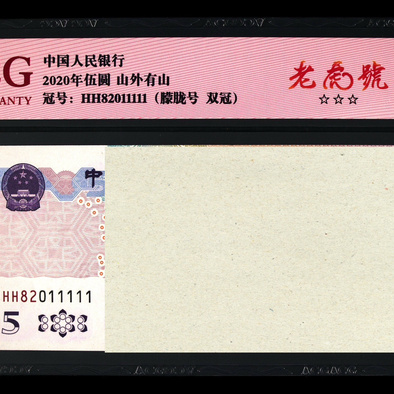 G
中国人民银行
2020年伍圆 山外有山
RANTY
冠号：HH82011111（朦胧号 双冠）
老虎號
☆☆☆
中
HH82011111
5